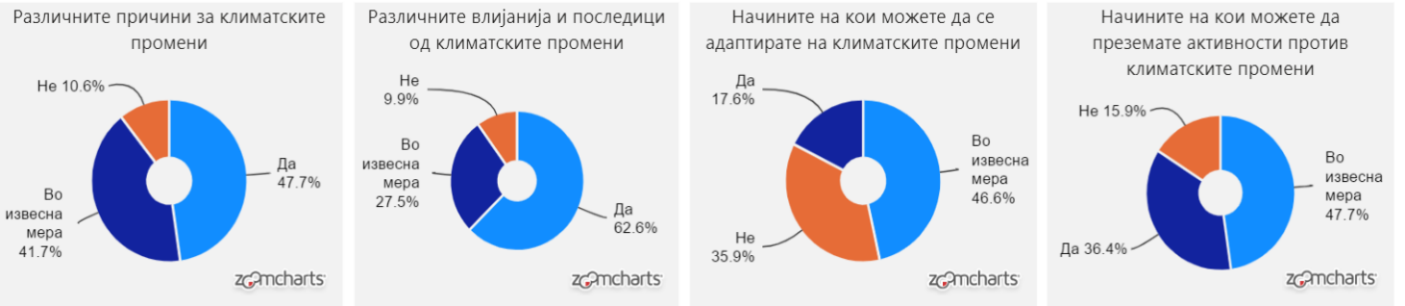 Различните причини за климатските
промени
Не 10.6%
Да
47.7%
Во
извесна
мера
41.7%
zoomcharts
Различните влијанија и последици
од климатските промени
Не
9.9%
Во
извесна
мера
27.5%
Да
62.6%
zoomcharts
Начините на кои можете да се
адаптирате на климатските промени
Да
17.6%
Во
извесна
мера
46.6%
Не
35.9%
zoomcharts
Начините на кои можете да
преземате активности против
климатските промени
Не 15.9%
Во
извесна
мера
47.7%
Да 36.4%
zoomcharts